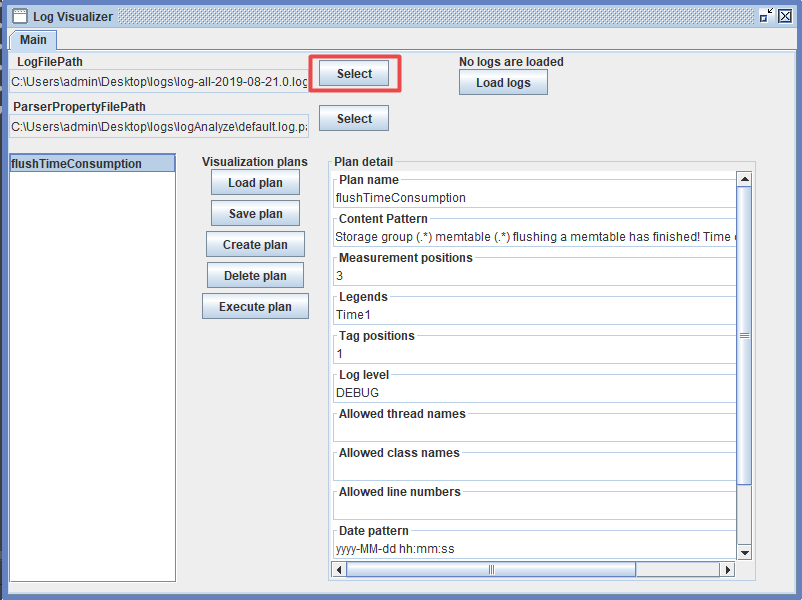 Log Visualizer
Main
LogFilePath
Select
No logs are loaded
C:\Users\admin\Desktop\logs\log-all-2019-08-21.0.log
Load logs
ParserPropertyFilePath
Select
C:\Users\admin\Desktop\logs\logAnalyze\default.log.pa
flushTimeConsumption
Visualization plans
Load plan
Save plan
Create plan
Delete plan
Execute plan
Plan detail
Plan name
flushTimeConsumption
Content Pattern
Storage group (.*) memtable (.*) flushing a memtable has finished! Time
Measurement positions
3
Legends
Time1
Tag positions
1
Log level
DEBUG
Allowed thread names
Allowed class names
Allowed line numbers
Date pattern
yyyy-MM-dd hh:mm:ss